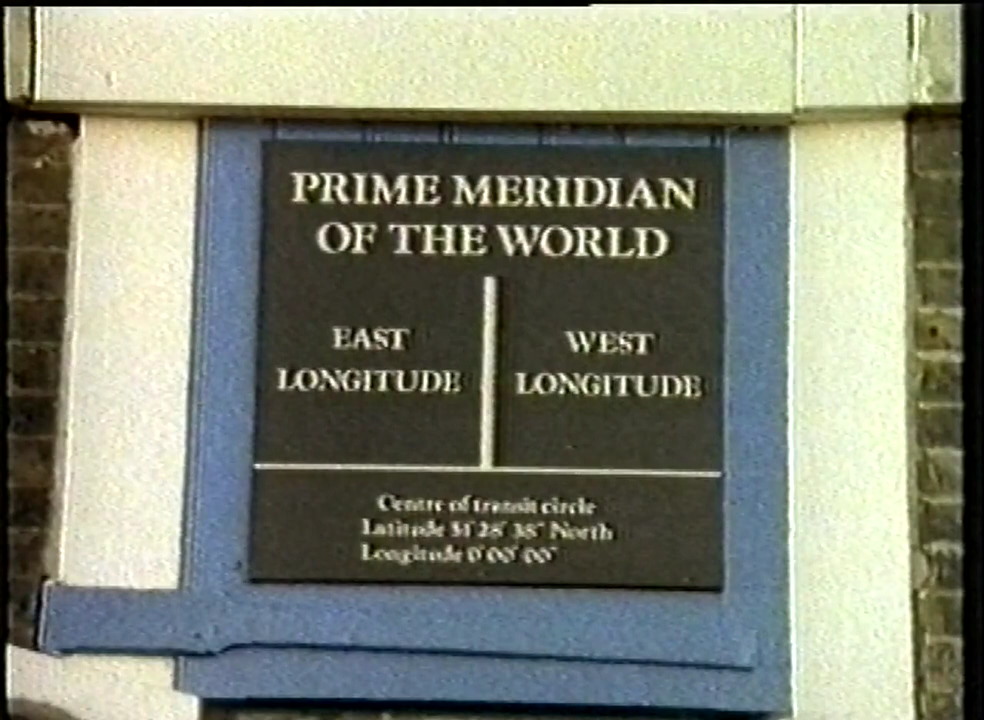 PRIME MERIDIAN
OF THE WORLD
EAST
LONGITUDE
WEST
LONGITUDE
Centre of transit circle
Latitude 51° 28' 38" North
Longitude 0° 00' 00"